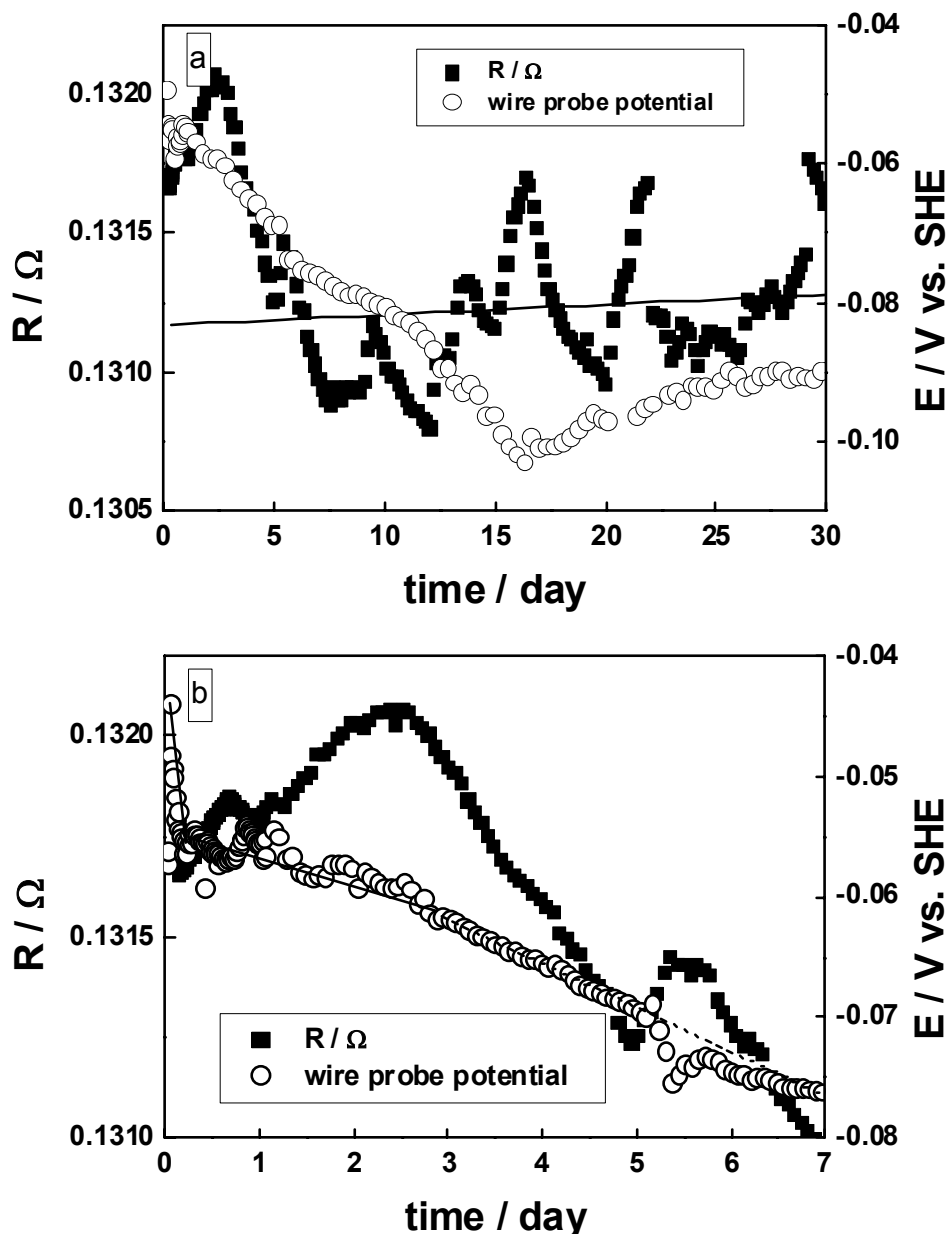 a
R / Ω
wire probe potential
0.1320
0.1315
0.1310
0.1305
R / Ω
-0.04
-0.06
-0.08
-0.10
E / V vs. SHE
0 5 10 15 20 25 30
time / day
b
R / Ω
wire probe potential
0.1320
0.1315
0.1310
R / Ω
-0.04
-0.05
-0.06
-0.07
-0.08
E / V vs. SHE
0 1 2 3 4 5 6 7
time / day